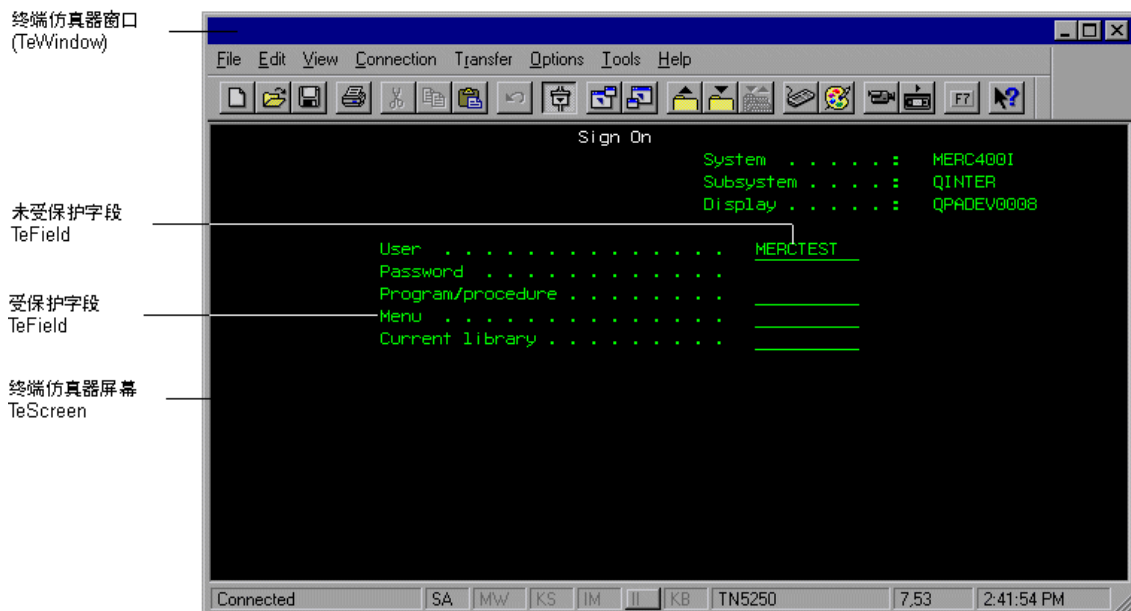 终端仿真器窗口
(TeWindow)
File Edit View Connection Transfer Options Tools Help
F7
Sign On
System . . . . . : MERC400I
Subsystem . . . . : QINTER
Display . . . . . : QPADEV0008
未受保护字段
TeField
User . . . . . . . . . . . . . . MERCTEST
Password . . . . . . . . . . . .
Program/procedure . . . . . . . .
受保护字段
TeField
Menu . . . . . . . . . . . . . .
Current library . . . . . . . . .
终端仿真器屏幕
TeScreen
Connected SA MW KS IM II KB TN5250 7,53 2:41:54 PM